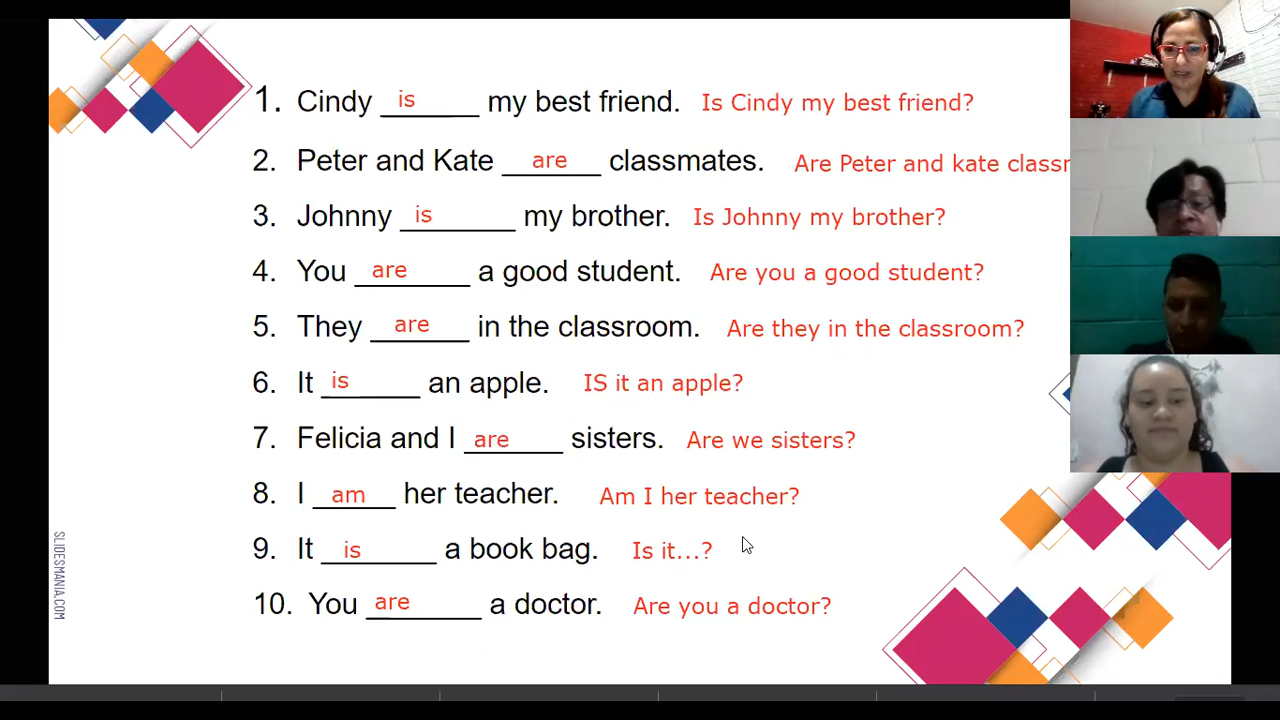 1. Cindy is my best friend. Is Cindy my best friend?
2. Peter and Kate are classmates. Are Peter and kate
3. Johnny is my brother. Is Johnny my brother?
4. You are a good student. Are you a good student?
5. They are in the classroom. Are they in the classroom?
6. It is an apple. IS it an apple?
7. Felicia and I are sisters. Are we sisters?
8. I am her teacher. Am I her teacher?
9. It is a book bag. Is it...?
10. You are a doctor. Are you a doctor?
SLIDESMANIA.COM